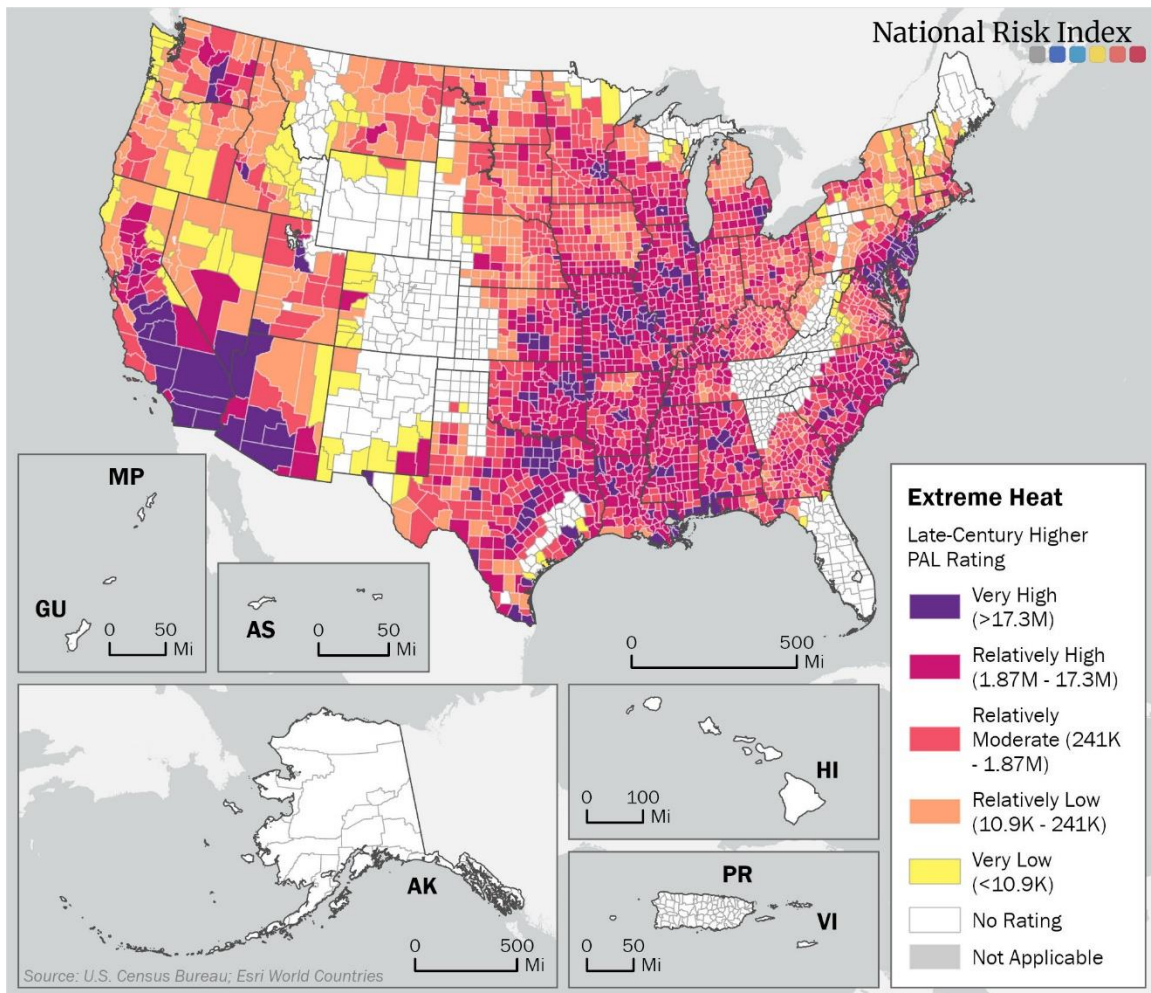 National Risk Index
MP
GU
0 50
Mi
AS
0 50
Mi
0 500
Mi
Extreme Heat
Late-Century Higher
PAL Rating
Very High
(>17.3M)
Relatively High
(1.87M - 17.3M)
Relatively
Moderate (241K
- 1.87M)
Relatively Low
(10.9K - 241K)
Very Low
(<10.9K)
No Rating
Not Applicable
AK
0 500
Mi
Source: U.S. Census Bureau; Esri World Countries
HI
0 100
Mi
PR
VI
0 50
Mi